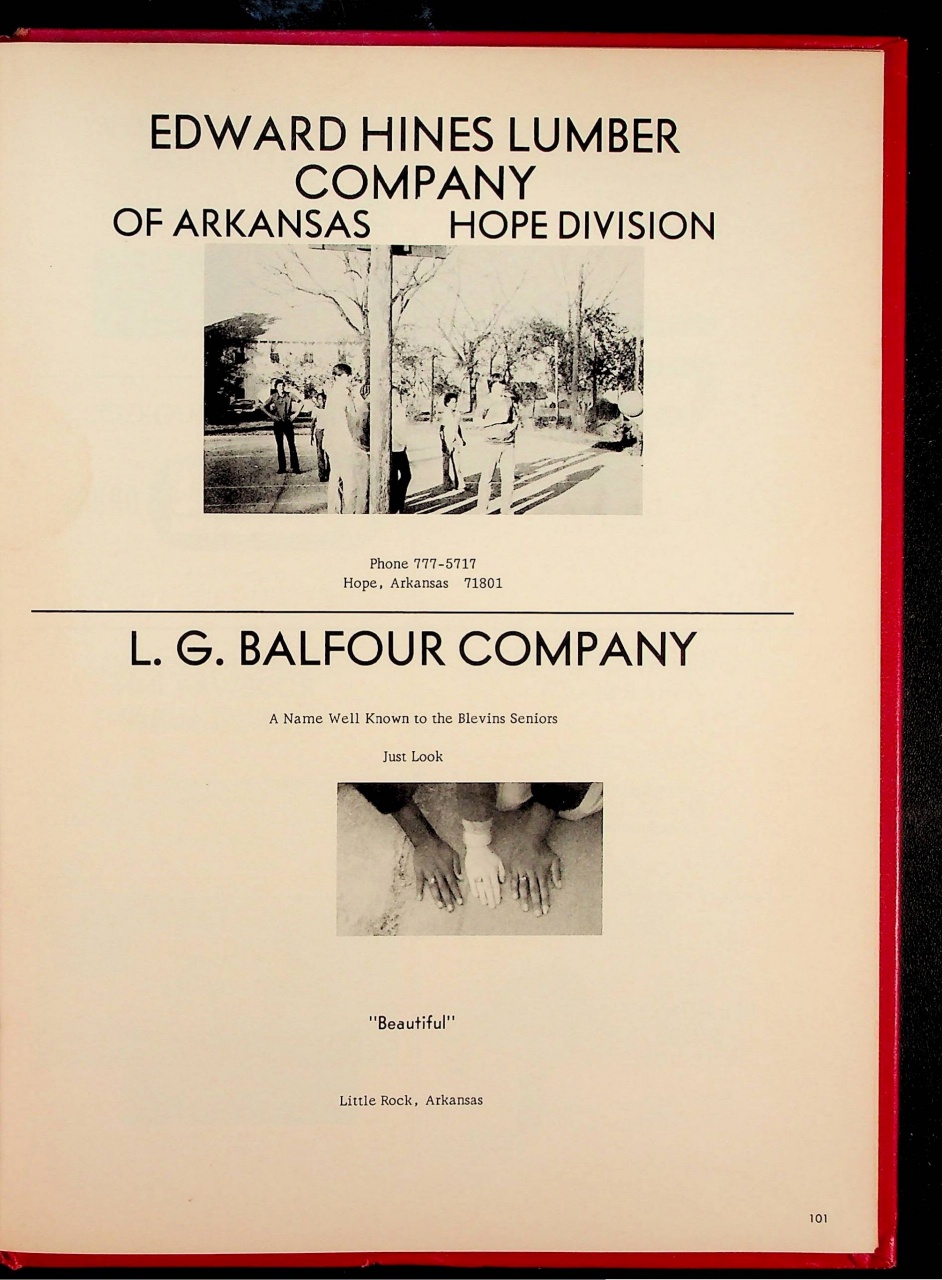 EDWARD HINES LUMBER
COMPANY
OF ARKANSAS HOPE DIVISION
Phone 777-5717
Hope, Arkansas 71801
L. G. BALFOUR COMPANY
A Name Well Known to the Blevins Seniors
Just Look
"Beautiful"
Little Rock, Arkansas
101